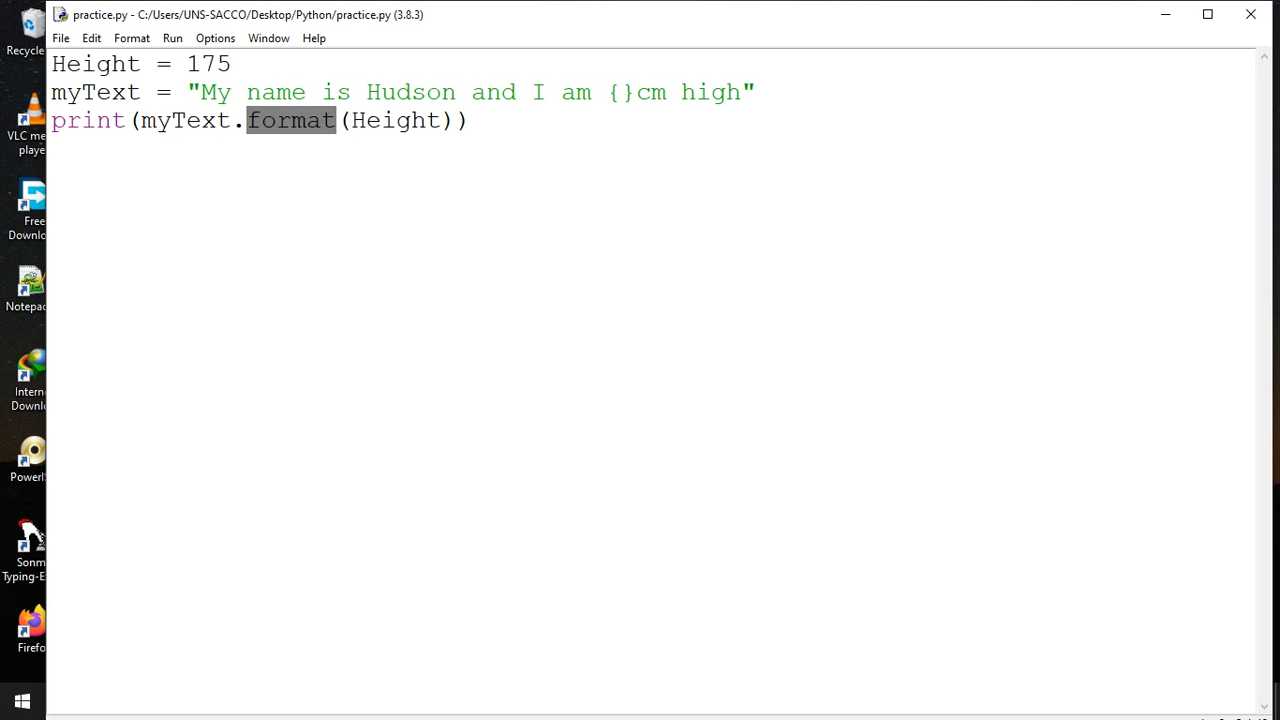 practice.py - C:/Users/UNS-SACCO/Desktop/Python/practice.py (3.8.3)
File Edit Format Run Options Window Help
Height = 175
myText = "My name is Hudson and I am {}cm high"
print(myText.format(Height))
Recycle
VLC me
playe
Free
Downlo
Notepa
Intern
Downl
PowerI
Sonm
Typing-E
Firefo